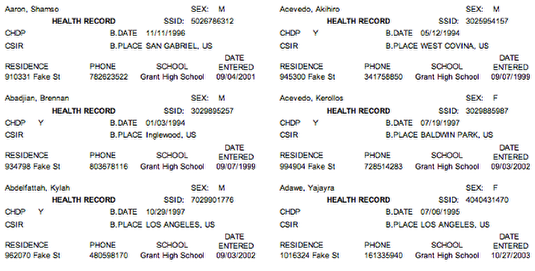 Aaron, Shamso SEX: M
HEALTH RECORD SSID: 5026786312
CHDP B.DATE 11/11/1996
CSIR B.PLACE SAN GABRIEL, US
DATE
RESIDENCE PHONE SCHOOL ENTERED
910331 Fake St 782623522 Grant High School 09/04/2001
Abadjian, Brennan SEX: M
HEALTH RECORD SSID: 3029895257
CHDP Y B.DATE 01/03/1994
CSIR B.PLACE Inglewood, US
DATE
RESIDENCE PHONE SCHOOL ENTERED
934798 Fake St 803678116 Grant High School 09/07/1999
Abdelfattah, Kylah SEX: M
HEALTH RECORD SSID: 7029901776
CHDP Y B.DATE 10/29/1997
CSIR B.PLACE LOS ANGELES, US
DATE
RESIDENCE PHONE SCHOOL ENTERED
962070 Fake St 480598170 Grant High School 09/03/2002
Acevedo, Akihiro SEX: M
HEALTH RECORD SSID: 3025954157
CHDP Y B.DATE 05/12/1994
CSIR B.PLACE WEST COVINA, US
DATE
RESIDENCE PHONE SCHOOL ENTERED
945300 Fake St 341758850 Grant High School 09/07/1999
Acevedo, Kerollos SEX: F
HEALTH RECORD SSID: 3029885987
CHDP Y B.DATE 07/19/1997
CSIR B.PLACE BALDWIN PARK, US
DATE
RESIDENCE PHONE SCHOOL ENTERED
994904 Fake St 728514283 Grant High School 09/03/2002
Adawe, Yajayra SEX: F
HEALTH RECORD SSID: 4040431470
CHDP B.DATE 07/06/1995
CSIR B.PLACE LOS ANGELES, US
DATE
RESIDENCE PHONE SCHOOL ENTERED
1016324 Fake St 161335940 Grant High School 10/27/2003